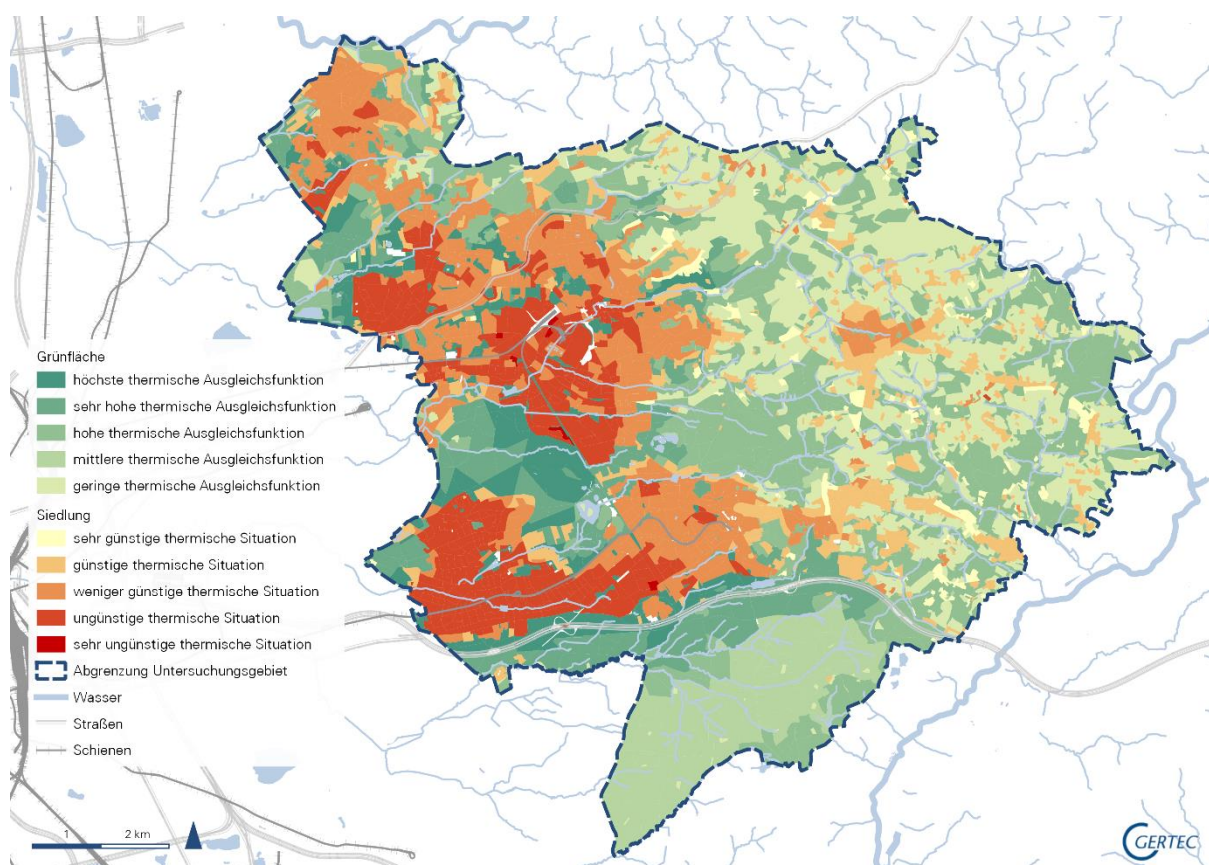 Grünfläche
höchste thermische Ausgleichsfunktion
sehr hohe thermische Ausgleichsfunktion
hohe thermische Ausgleichsfunktion
mittlere thermische Ausgleichsfunktion
geringe thermische Ausgleichsfunktion
Siedlung
sehr günstige thermische Situation
günstige thermische Situation
weniger günstige thermische Situation
ungünstige thermische Situation
sehr ungünstige thermische Situation
Abgrenzung Untersuchungsgebiet
Wasser
Straßen
Schienen
1 2 km
GERTEC